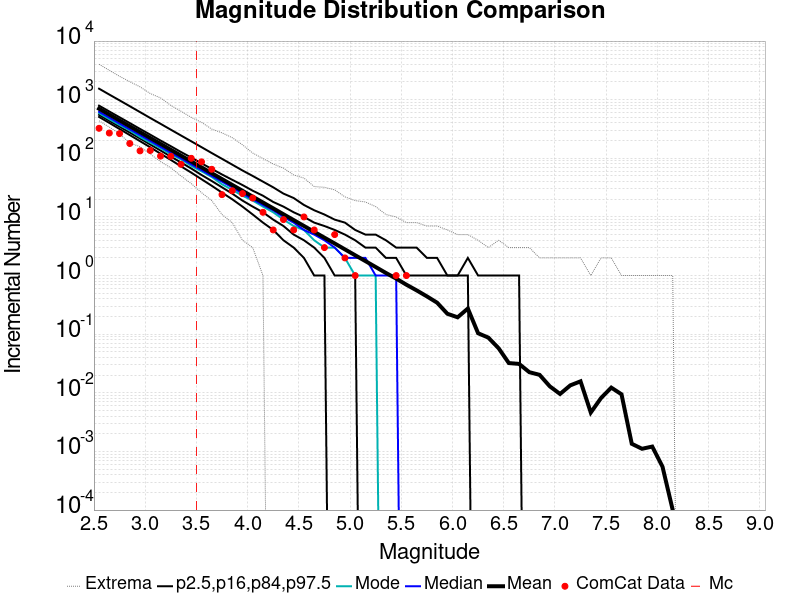 Magnitude Distribution Comparison
Incremental Number
10^4
10^3
10^2
10^1
10^0
10^-1
10^-2
10^-3
10^-4
2.5 3.0 3.5 4.0 4.5 5.0 5.5 6.0 6.5 7.0 7.5 8.0 8.5 9.0
Magnitude
Extrema p2.5,p16,p84,p97.5 Mode Median Mean ComCat Data Mc